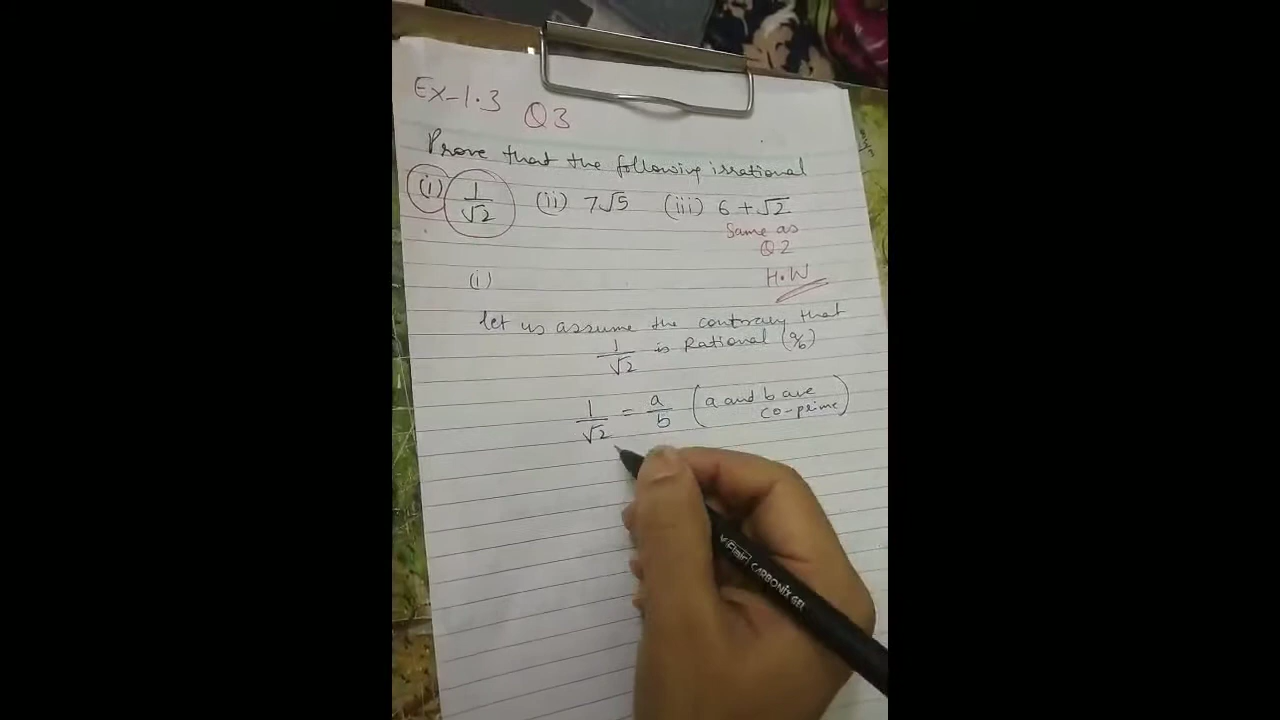 Ex-1.3 Q3
Prove that the following irrational
(i) 1/√2 (ii) 7√5 (iii) 6 + √2
Same as
Q2
H.W
(i)
let us assume the contrary that
1/√2 is Rational (a/b)
1/√2 = a/b (a and b are
co-prime)
CARBONIX GEL